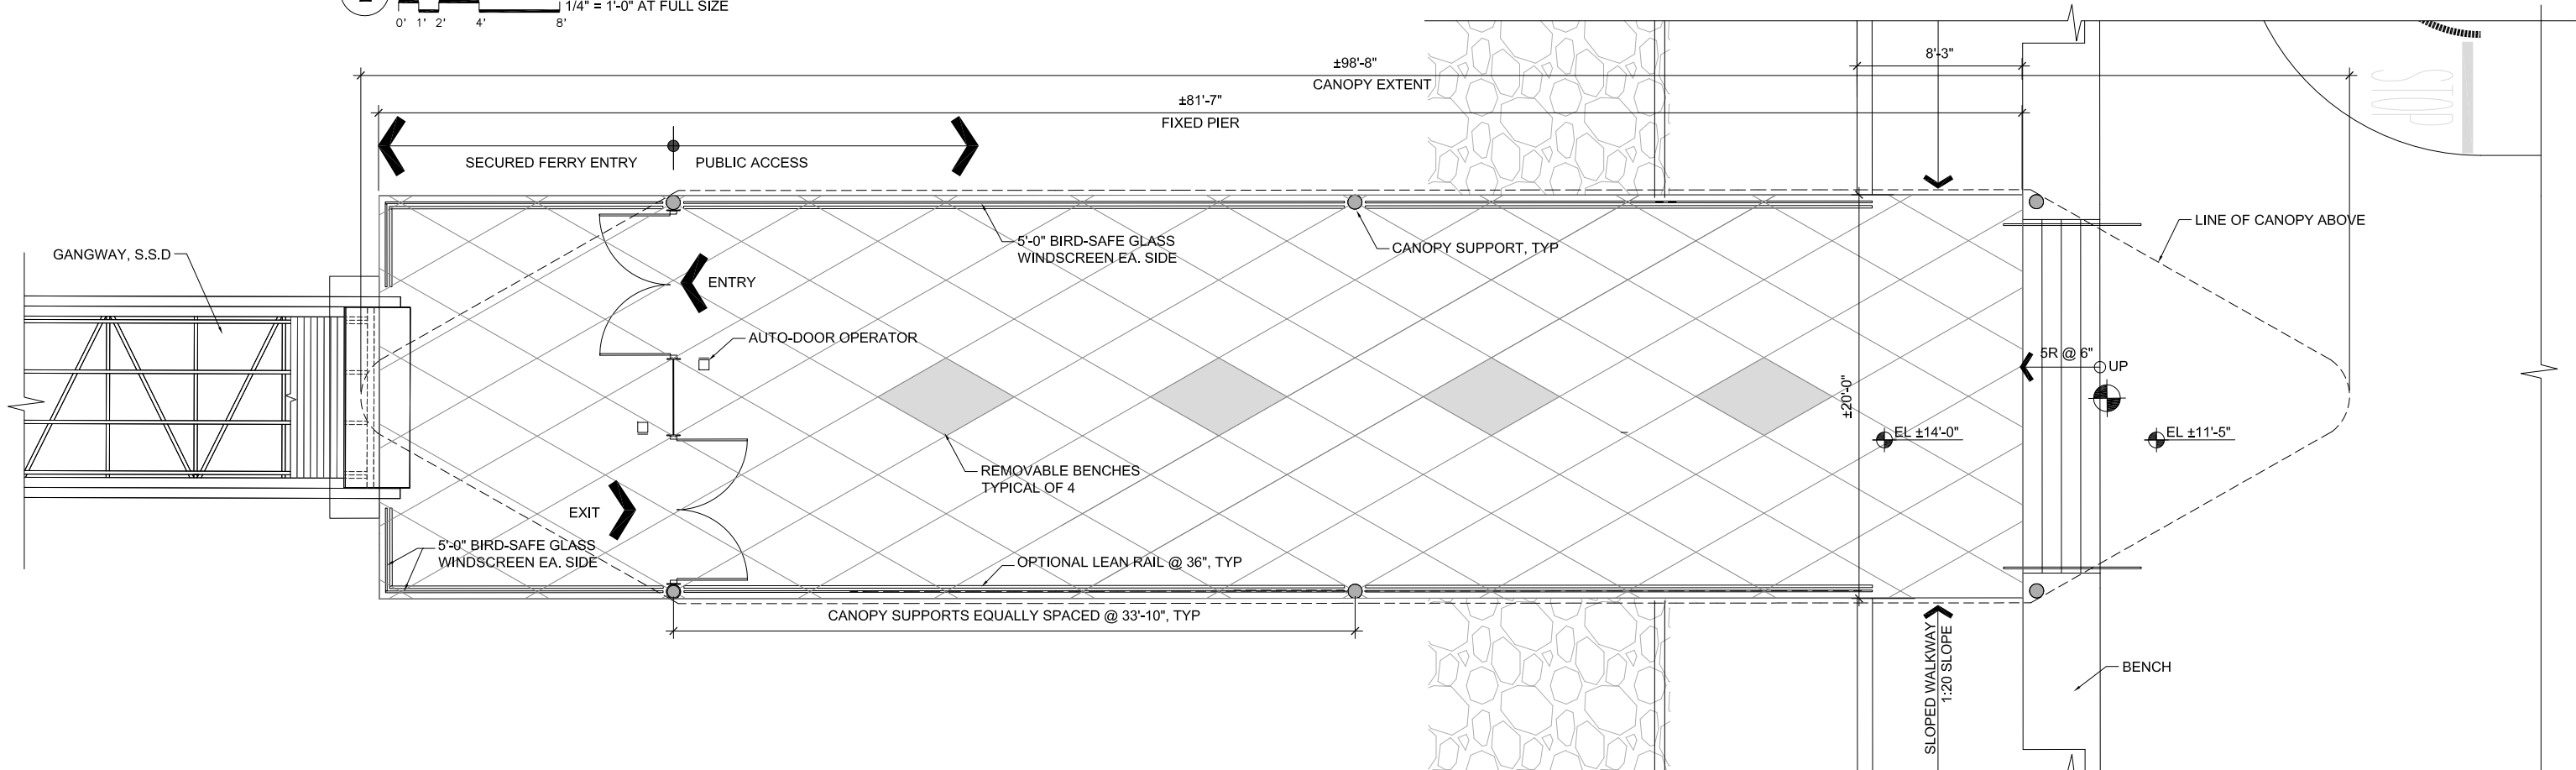 1/4" = 1'-0" AT FULL SIZE
0' 1' 2' 4' 8'
±98'-8"
CANOPY EXTENT
8'-3"
STOP
±81'-7"
FIXED PIER
SECURED FERRY ENTRY
PUBLIC ACCESS
LINE OF CANOPY ABOVE
5'-0" BIRD-SAFE GLASS
WINDSCREEN EA. SIDE
CANOPY SUPPORT, TYP
GANGWAY, S.S.D
ENTRY
AUTO-DOOR OPERATOR
5R @ 6"
UP
±20'-0"
EL ±14'-0"
EL ±11'-5"
REMOVABLE BENCHES
TYPICAL OF 4
EXIT
5'-0" BIRD-SAFE GLASS
WINDSCREEN EA. SIDE
OPTIONAL LEAN RAIL @ 36", TYP
CANOPY SUPPORTS EQUALLY SPACED @ 33'-10", TYP
SLOPED WALKWAY
1:20 SLOPE
BENCH